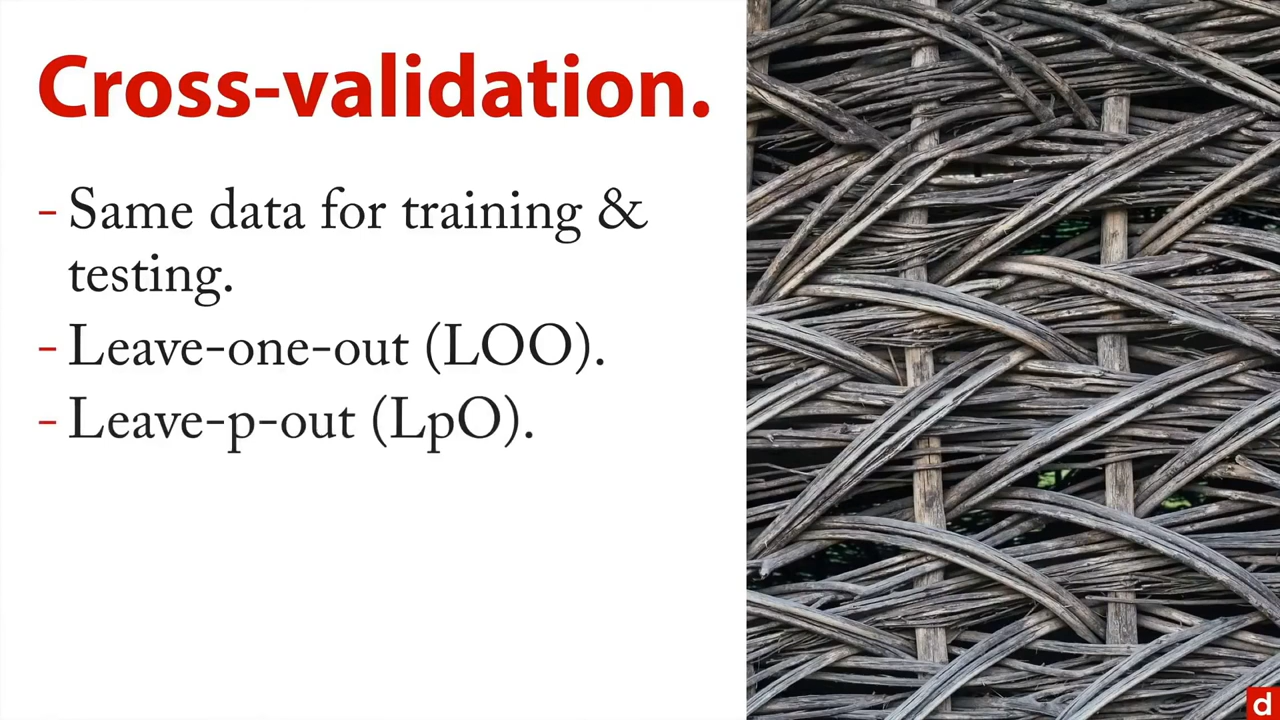 Cross-validation.
- Same data for training &
testing.
- Leave-one-out (LOO).
- Leave-p-out (LpO).
d